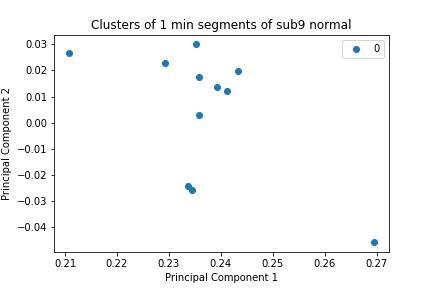 Clusters of 1 min segments of sub9 normal
0
0.03
0.02
0.01
0.00
−0.01
−0.02
−0.03
−0.04
Principal Component 2
0.21 0.22 0.23 0.24 0.25 0.26 0.27
Principal Component 1